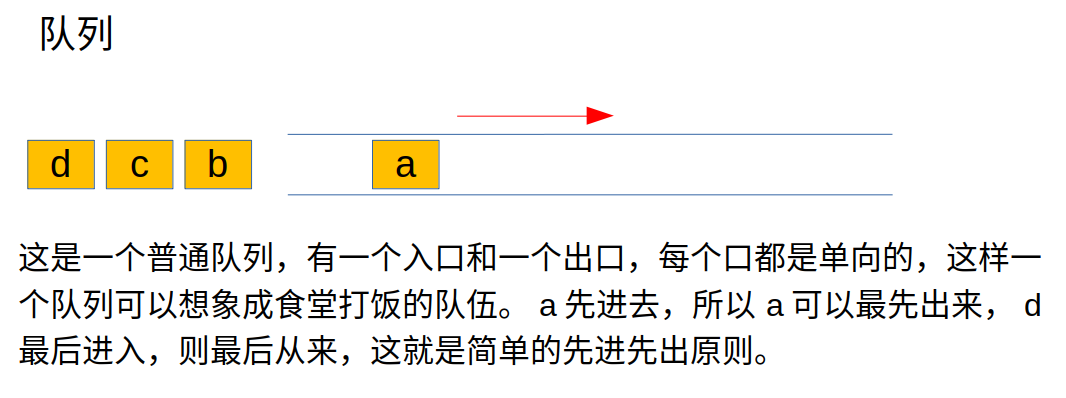 队列
d c b a
这是一个普通队列，有一个入口和一个出口，每个口都是单向的，这样一
个队列可以想象成食堂打饭的队伍。 a 先进去，所以 a 可以最先出来， d
最后进入，则最后从来，这就是简单的先进先出原则。